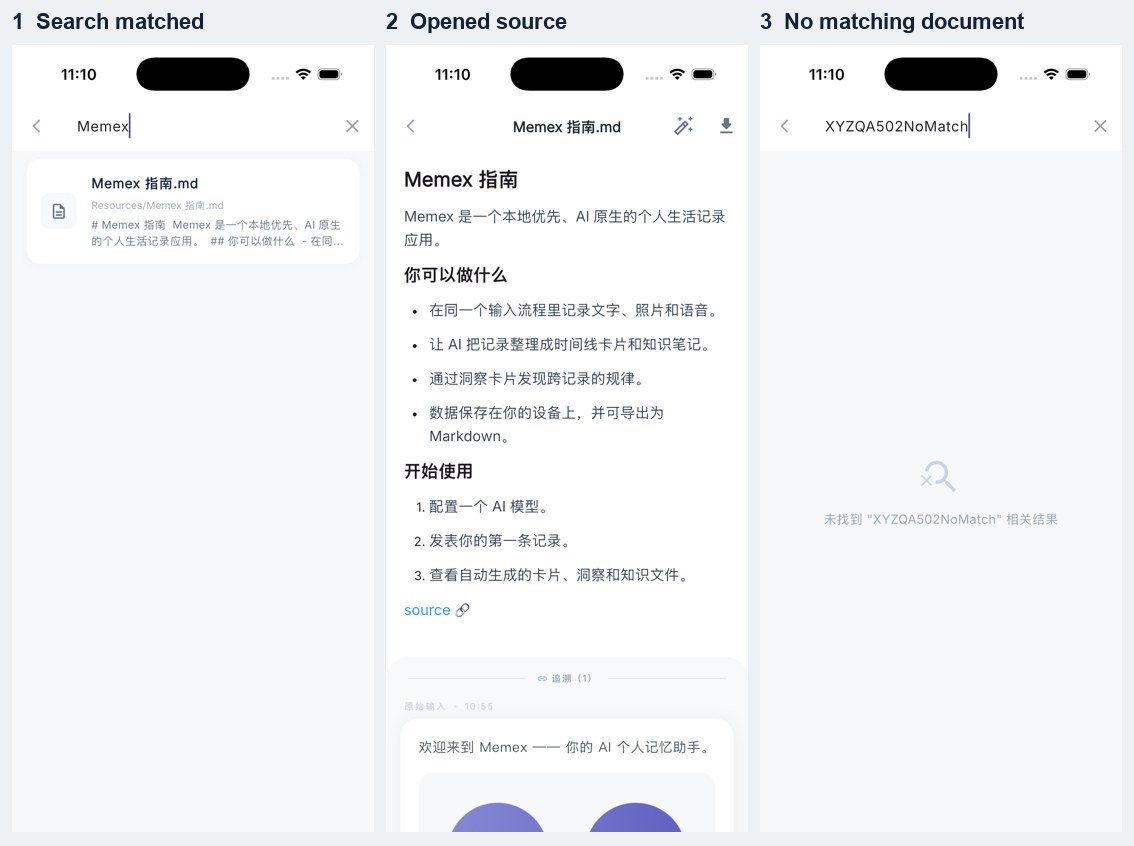 1 Search matched
11:10
Memex
Memex 指南.md
Resources/Memex 指南.md
# Memex 指南 Memex 是一个本地优先、AI 原生
的个人生活记录应用。 ## 你可以做什么 - 在同...
2 Opened source
11:10
Memex 指南.md
Memex 指南
Memex 是一个本地优先、AI 原生的个人生活记录
应用。
你可以做什么
• 在同一个输入流程里记录文字、照片和语音。
• 让 AI 把记录整理成时间线卡片和知识笔记。
• 通过洞察卡片发现跨记录的规律。
• 数据保存在你的设备上，并可导出为
Markdown。
开始使用
1. 配置一个 AI 模型。
2. 发表你的第一条记录。
3. 查看自动生成的卡片、洞察和知识文件。
source 🔗
追溯 (1)
原始输入 • 10:55
欢迎来到 Memex —— 你的 AI 个人记忆助手。
3 No matching document
11:10
XYZQA502NoMatch
未找到 "XYZQA502NoMatch" 相关结果